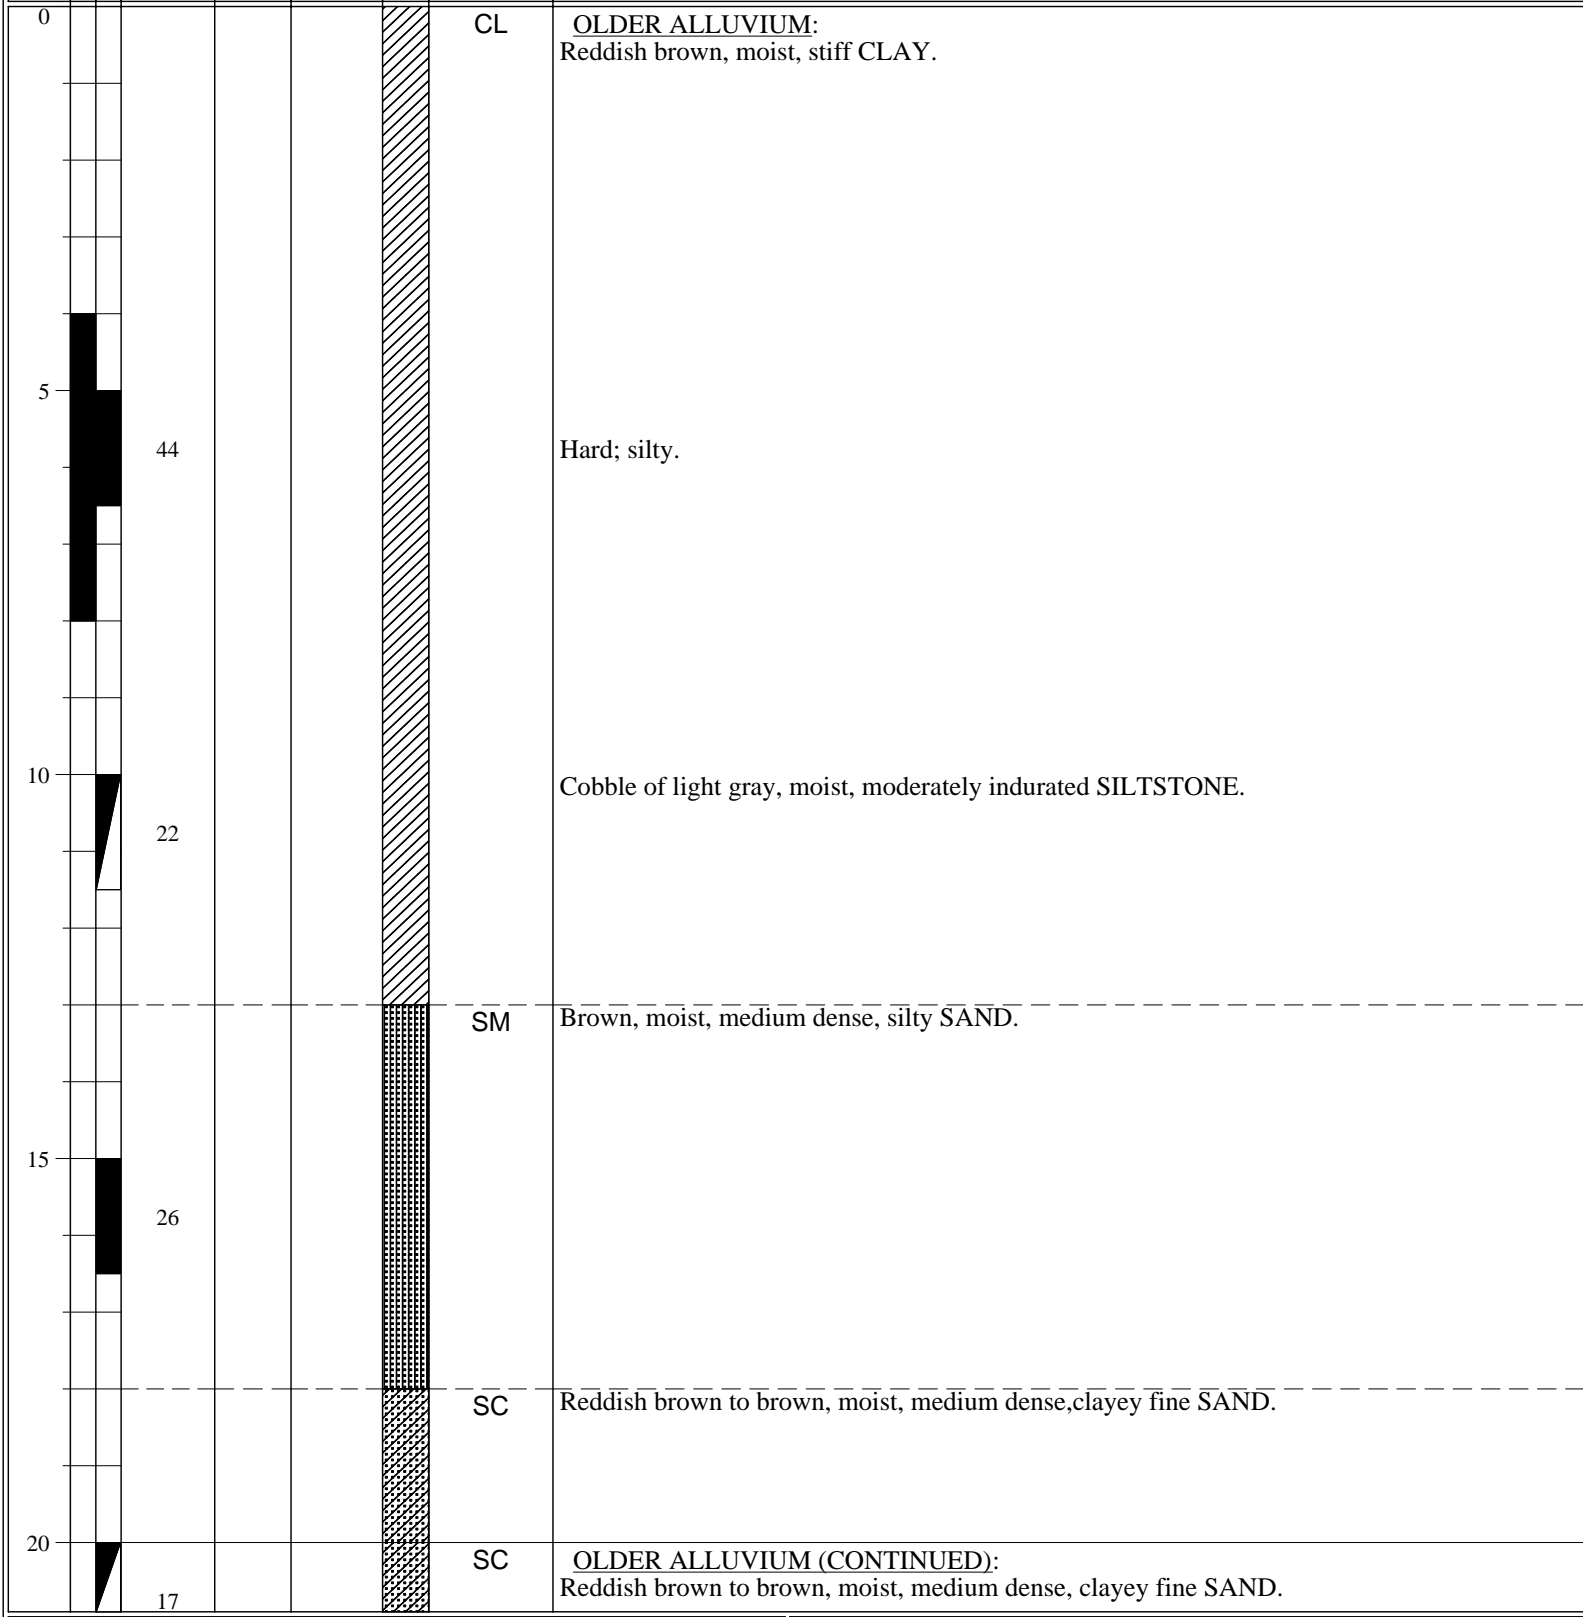 0 CL OLDER ALLUVIUM:
Reddish brown, moist, stiff CLAY.
5
44 Hard; silty.
10 Cobble of light gray, moist, moderately indurated SILTSTONE.
22
SM Brown, moist, medium dense, silty SAND.
15
26
SC Reddish brown to brown, moist, medium dense,clayey fine SAND.
20 SC OLDER ALLUVIUM (CONTINUED):
17 Reddish brown to brown, moist, medium dense, clayey fine SAND.